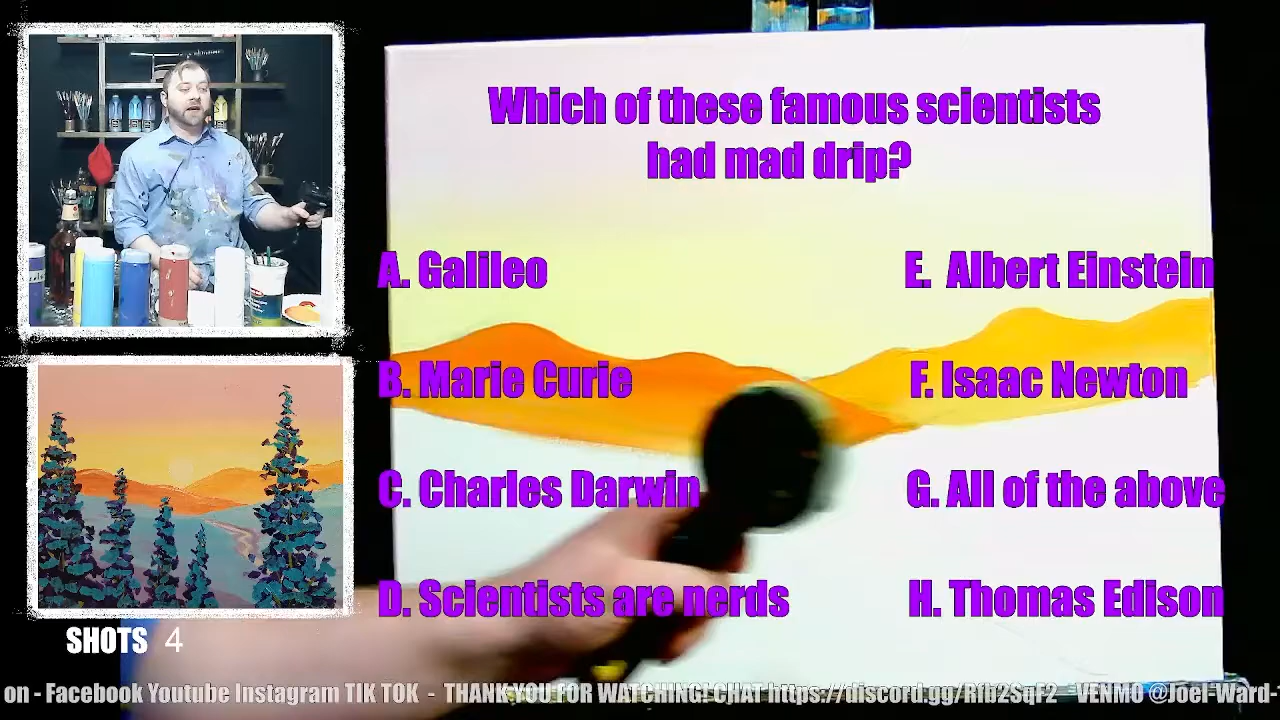 Which of these famous scientists
had mad drip?
A. Galileo
E. Albert Einstein
B. Marie Curie
F. Isaac Newton
C. Charles Darwin
G. All of the above
D. Scientists are nerds
H. Thomas Edison
SHOTS 4
on - Facebook Youtube Instagram TIK TOK - THANK YOU FOR WATCHING! CHAT https://discord.gg/Rfb2SqF2 VENMO @Joel-Ward-